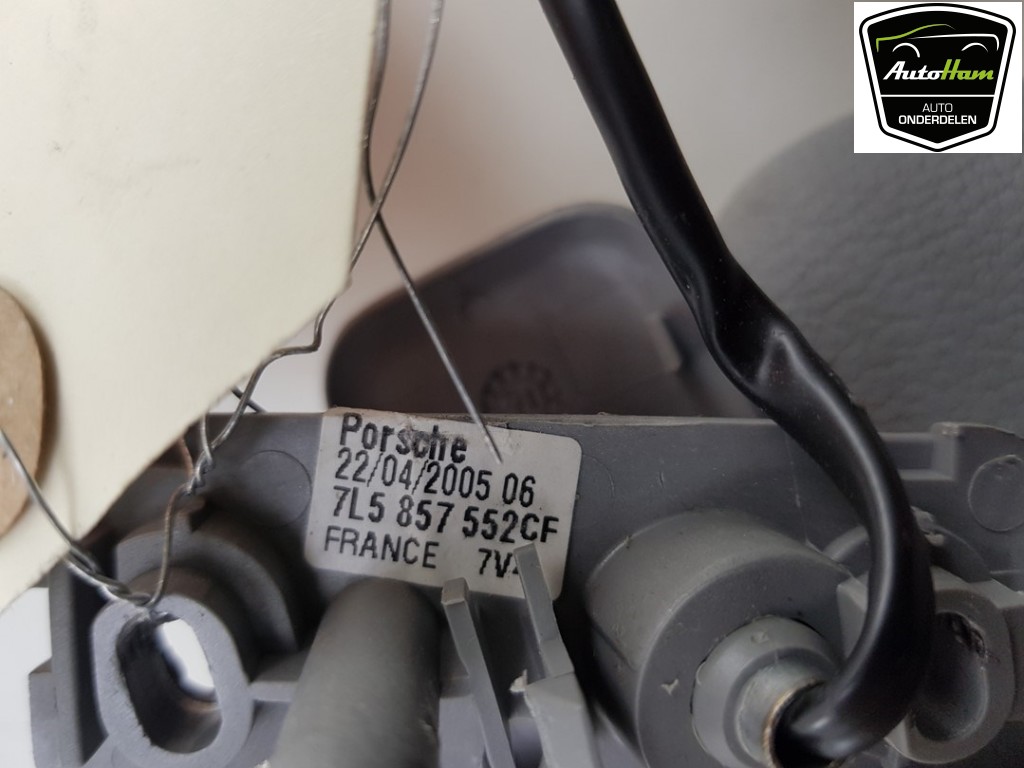 AutoHam
AUTO
ONDERDELEN
Porsche
22/04/2005 06
7L5 857 552CF
FRANCE